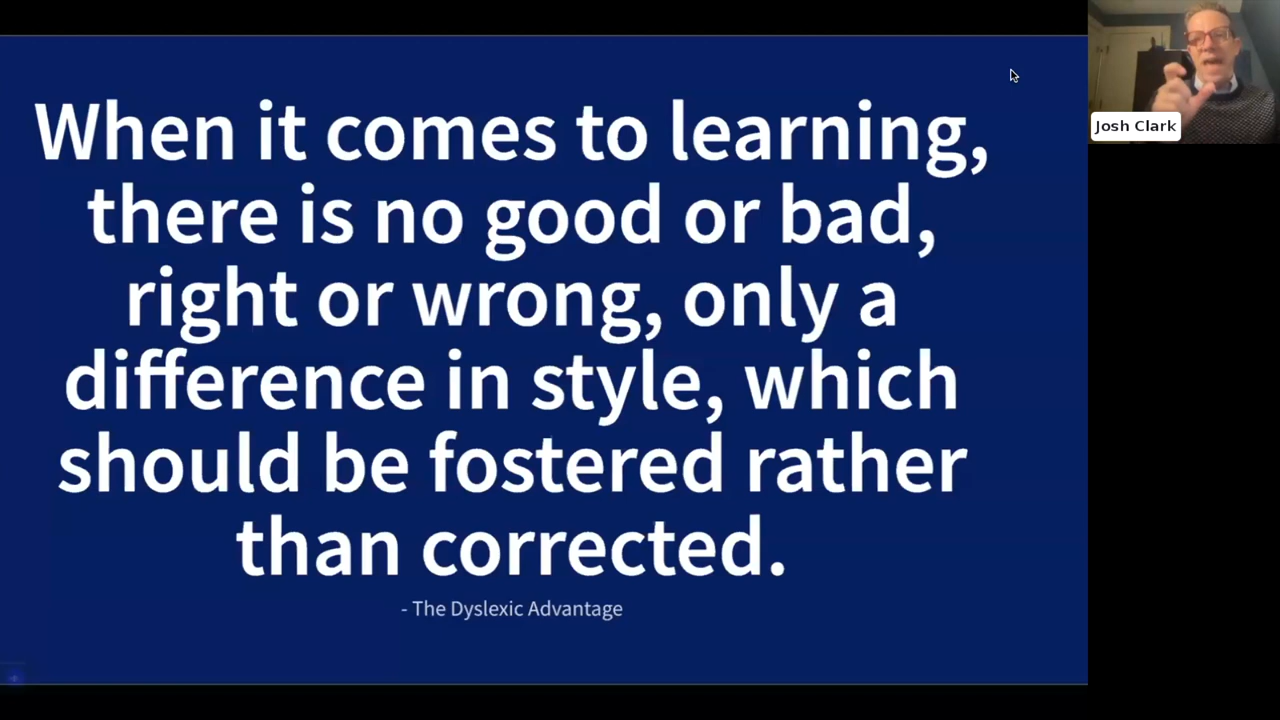 When it comes to learning,
there is no good or bad,
right or wrong, only a
difference in style, which
should be fostered rather
than corrected.
- The Dyslexic Advantage
Josh Clark